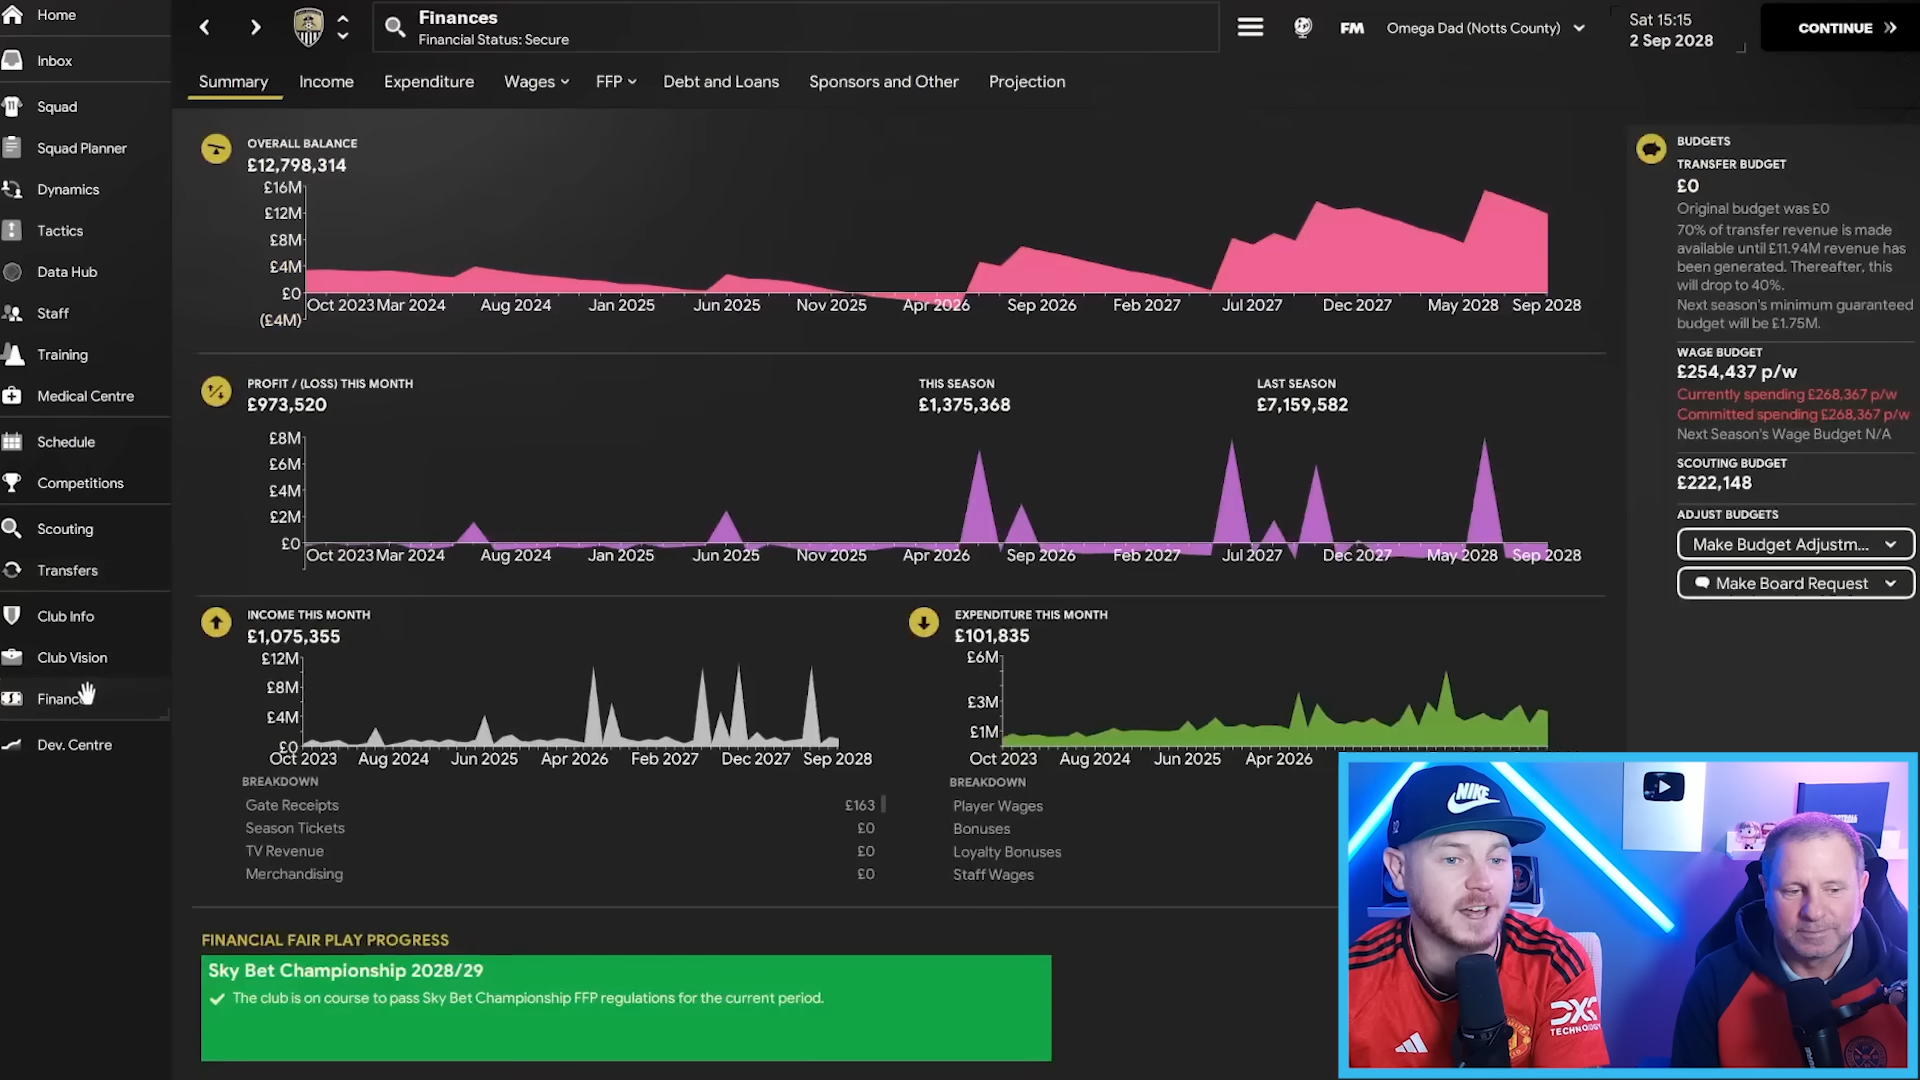 Home
Inbox
Squad
Squad Planner
Dynamics
Tactics
Data Hub
Staff
Training
Medical Centre
Schedule
Competitions
Scouting
Transfers
Club Info
Club Vision
Dev. Centre
Finances
Financial Status: Secure
FM
Omega Dad (Notts County)
Sat 15:15
2 Sep 2028
CONTINUE
Summary Income Expenditure Wages FFP Debt and Loans Sponsors and Other Projection
OVERALL BALANCE
£12,798,314
£16M
£12M
£8M
£4M
£0
(£4M)
Oct 2023 Mar 2024 Aug 2024 Jan 2025 Jun 2025 Nov 2025 Apr 2026 Sep 2026 Feb 2027 Jul 2027 Dec 2027 May 2028 Sep 2028
PROFIT / (LOSS) THIS MONTH
£973,520
THIS SEASON
£1,375,368
LAST SEASON
£7,159,582
£8M
£6M
£4M
£2M
£0
Oct 2023 Mar 2024 Aug 2024 Jan 2025 Jun 2025 Nov 2025 Apr 2026 Sep 2026 Feb 2027 Jul 2027 Dec 2027 May 2028 Sep 2028
INCOME THIS MONTH
£1,075,355
£12M
£8M
£4M
£0
Oct 2023 Aug 2024 Jun 2025 Apr 2026 Feb 2027 Dec 2027 Sep 2028
BREAKDOWN
Gate Receipts £163
Season Tickets £0
TV Revenue £0
Merchandising £0
EXPENDITURE THIS MONTH
£101,835
£6M
£3M
£1M
Oct 2023 Aug 2024 Jun 2025 Apr 2026
BREAKDOWN
Player Wages
Bonuses
Loyalty Bonuses
Staff Wages
FINANCIAL FAIR PLAY PROGRESS
Sky Bet Championship 2028/29
The club is on course to pass Sky Bet Championship FFP regulations for the current period.
BUDGETS
TRANSFER BUDGET
£0
Original budget was £0
70% of transfer revenue is made
available until £11.94M revenue has
been generated. Thereafter, this
will drop to 40%.
Next season's minimum guaranteed
budget will be £1.75M.
WAGE BUDGET
£254,437 p/w
Currently spending £268,367 p/w
Committed spending £268,367 p/w
Next Season's Wage Budget N/A
SCOUTING BUDGET
£222,148
ADJUST BUDGETS
Make Budget Adjustm...
Make Board Request
NIKE
DXC
TECHNOLOGY